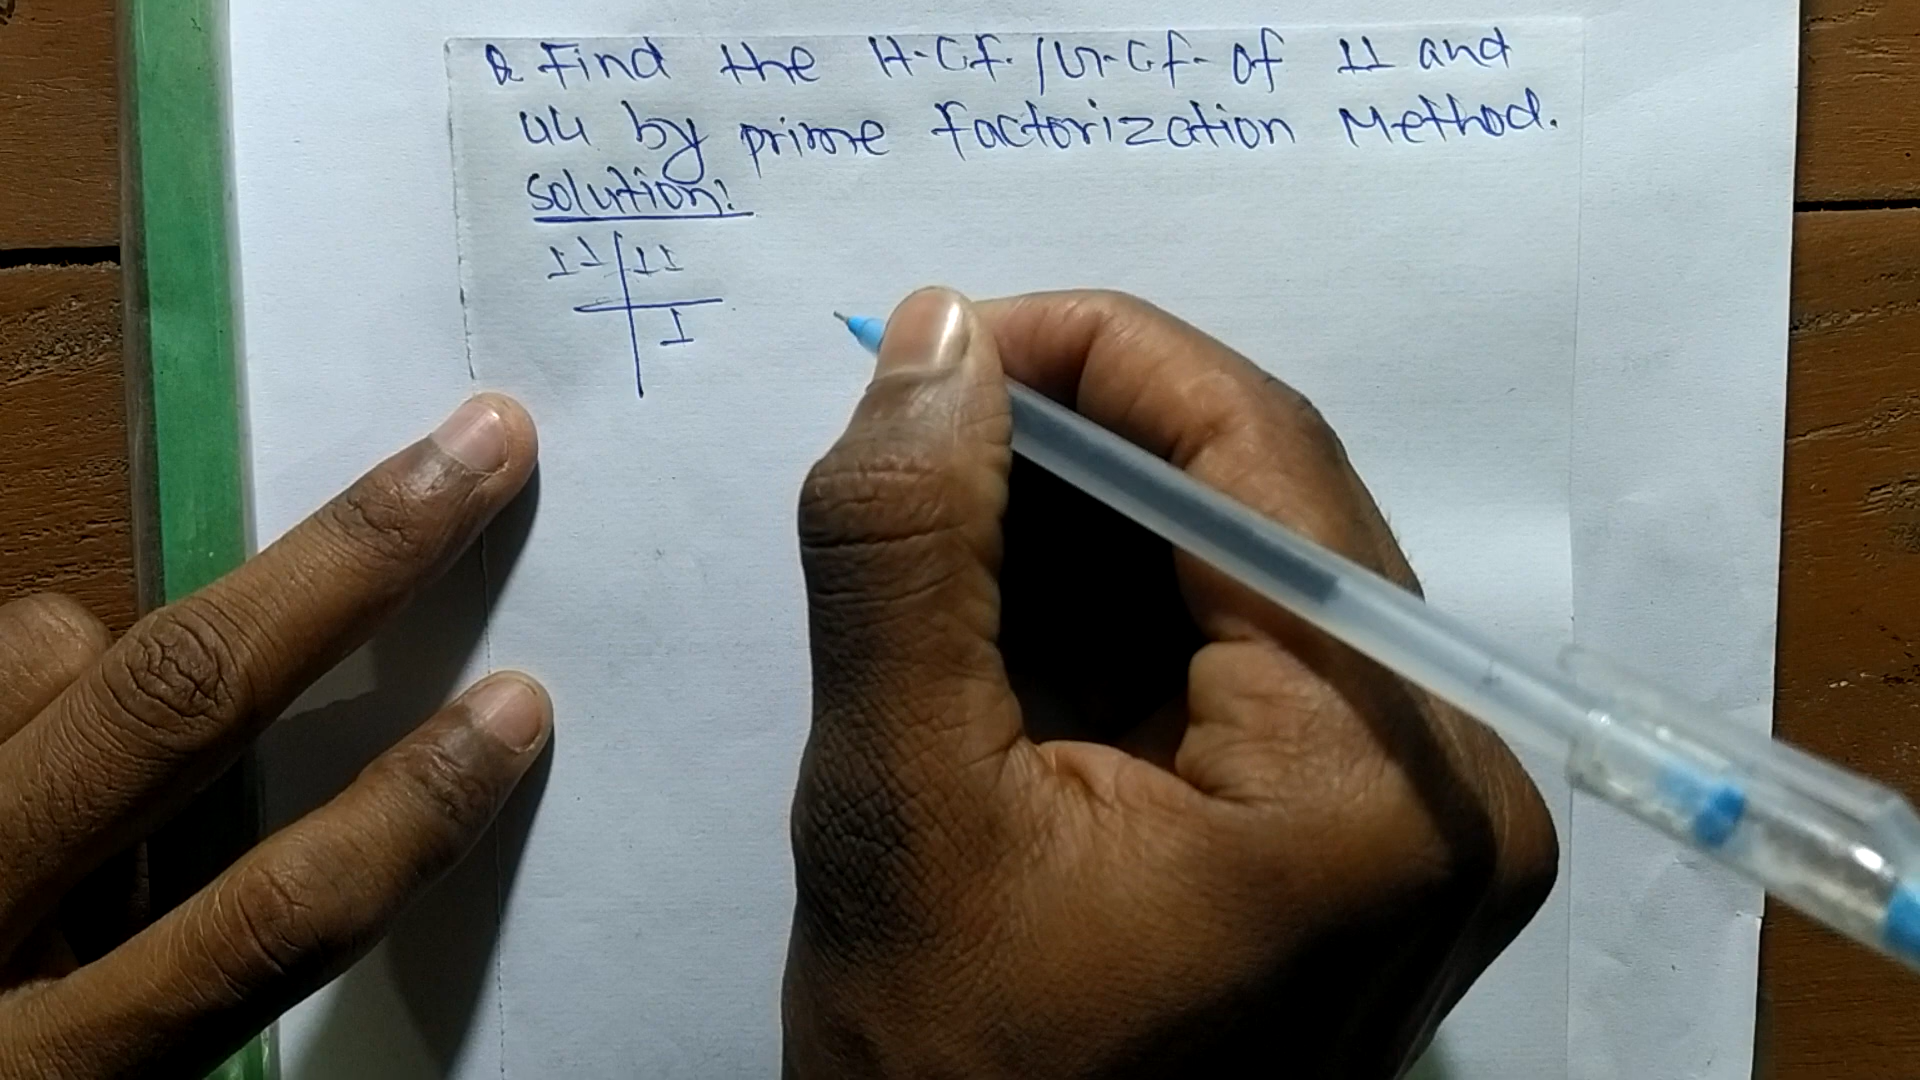 Q Find the H.C.F. / G.C.F. of 11 and
44 by prime factorization Method.
Solution:
11 | 11
1